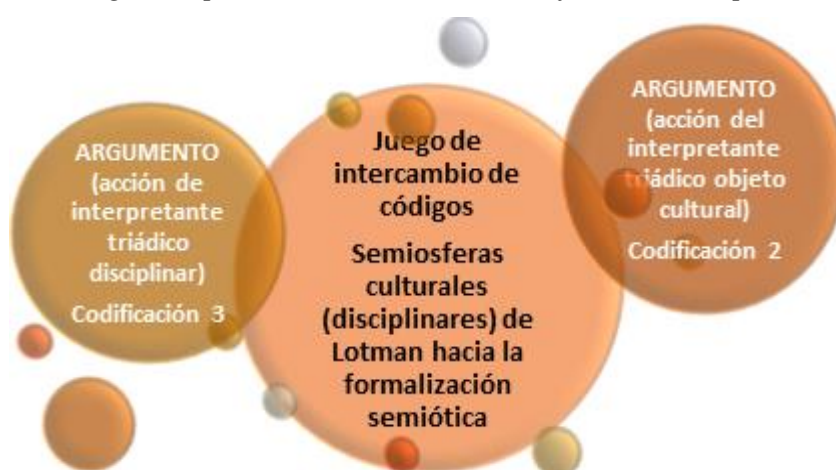 ARGUMENTO
(acción de
interpretante
triádico
disciplinar)
Codificación 3
Juego de
intercambio de
códigos
Semiosferas
culturales
(disciplinares) de
Lotman hacia la
formalización
semiótica
ARGUMENTO
(acción del
interpretante
triádico objeto
cultural)
Codificación 2